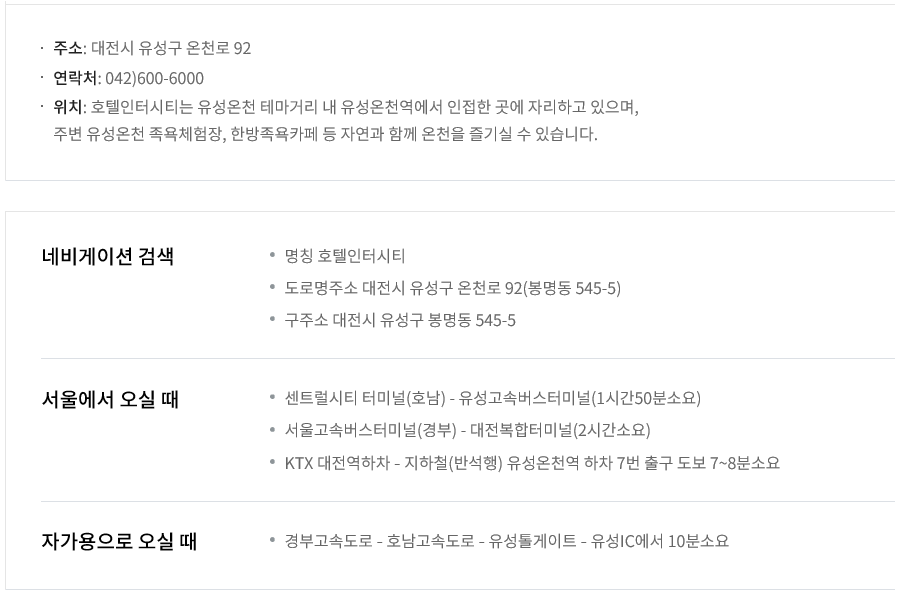 · 주소: 대전시 유성구 온천로 92
· 연락처: 042)600-6000
· 위치: 호텔인터시티는 유성온천 테마거리 내 유성온천역에서 인접한 곳에 자리하고 있으며,
주변 유성온천 족욕체험장, 한방족욕카페 등 자연과 함께 온천을 즐기실 수 있습니다.
네비게이션 검색
• 명칭 호텔인터시티
• 도로명주소 대전시 유성구 온천로 92(봉명동 545-5)
• 구주소 대전시 유성구 봉명동 545-5
서울에서 오실 때
• 센트럴시티 터미널(호남) - 유성고속버스터미널(1시간50분소요)
• 서울고속버스터미널(경부) - 대전복합터미널(2시간소요)
• KTX 대전역하차 - 지하철(반석행) 유성온천역 하차 7번 출구 도보 7~8분소요
자가용으로 오실 때
• 경부고속도로 - 호남고속도로 - 유성톨게이트 - 유성IC에서 10분소요